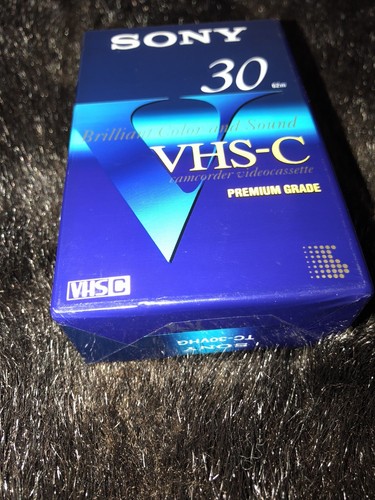 SONY
30
Brilliant Color and Sound
VHS-C
camcorder videocassette
PREMIUM GRADE
VHS C
TC-30VHG
SONY